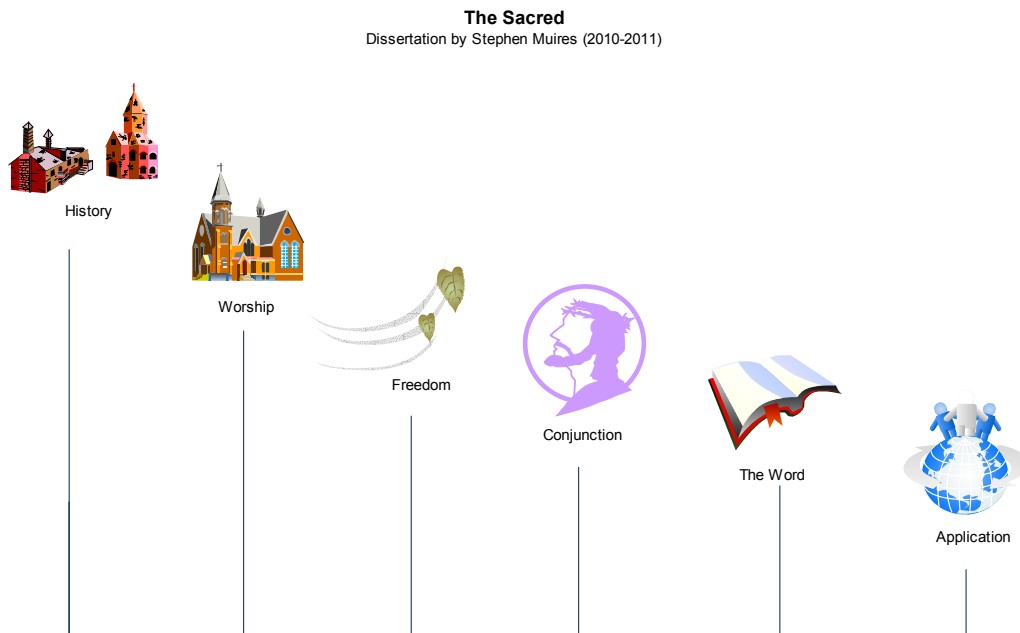 The Sacred
Dissertation by Stephen Muires (2010-2011)
History
Worship
Freedom
Conjunction
The Word
Application